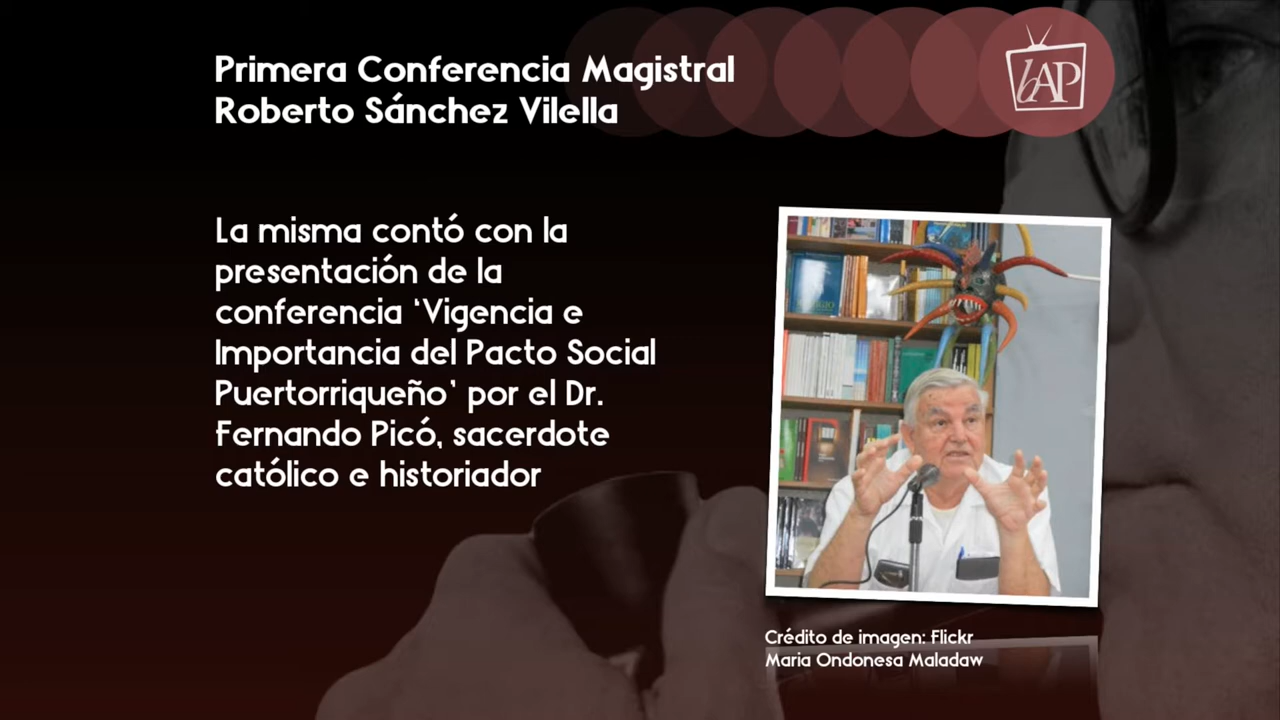 Primera Conferencia Magistral
Roberto Sánchez Vilella
bAP
La misma contó con la
presentación de la
conferencia ‘Vigencia e
Importancia del Pacto Social
Puertorriqueño’ por el Dr.
Fernando Picó, sacerdote
católico e historiador
Crédito de imagen: Flickr
Maria Ondonesa Maladaw